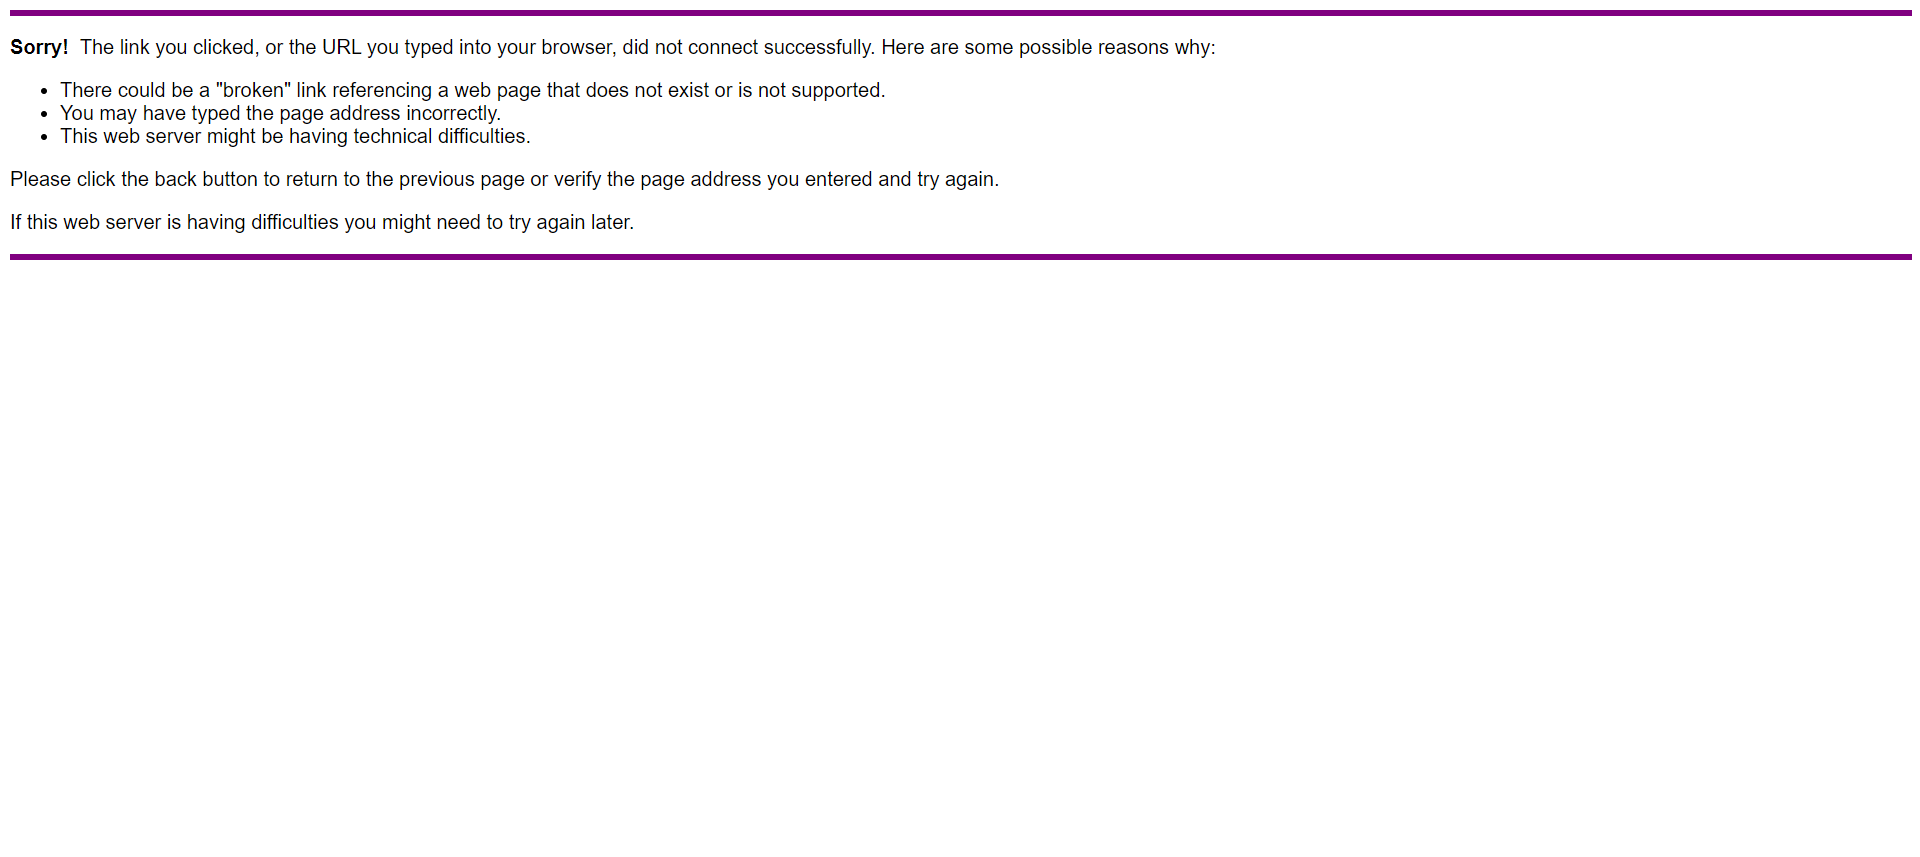 Sorry!  The link you clicked, or the URL you typed into your browser, did not connect successfully. Here are some possible reasons why:
• There could be a "broken" link referencing a web page that does not exist or is not supported.
• You may have typed the page address incorrectly.
• This web server might be having technical difficulties.
Please click the back button to return to the previous page or verify the page address you entered and try again.
If this web server is having difficulties you might need to try again later.